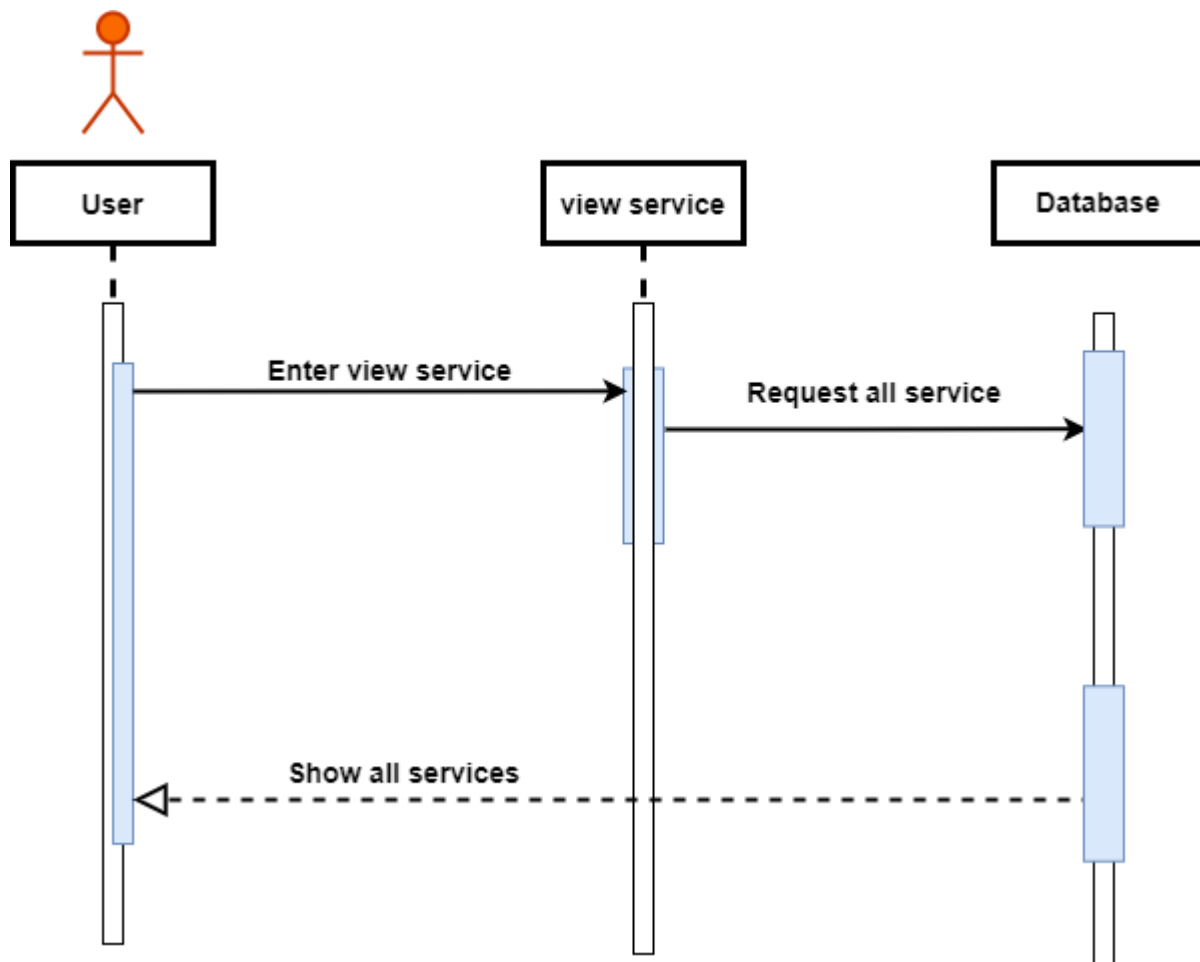 User
view service
Database
Enter view service
Request all service
Show all services